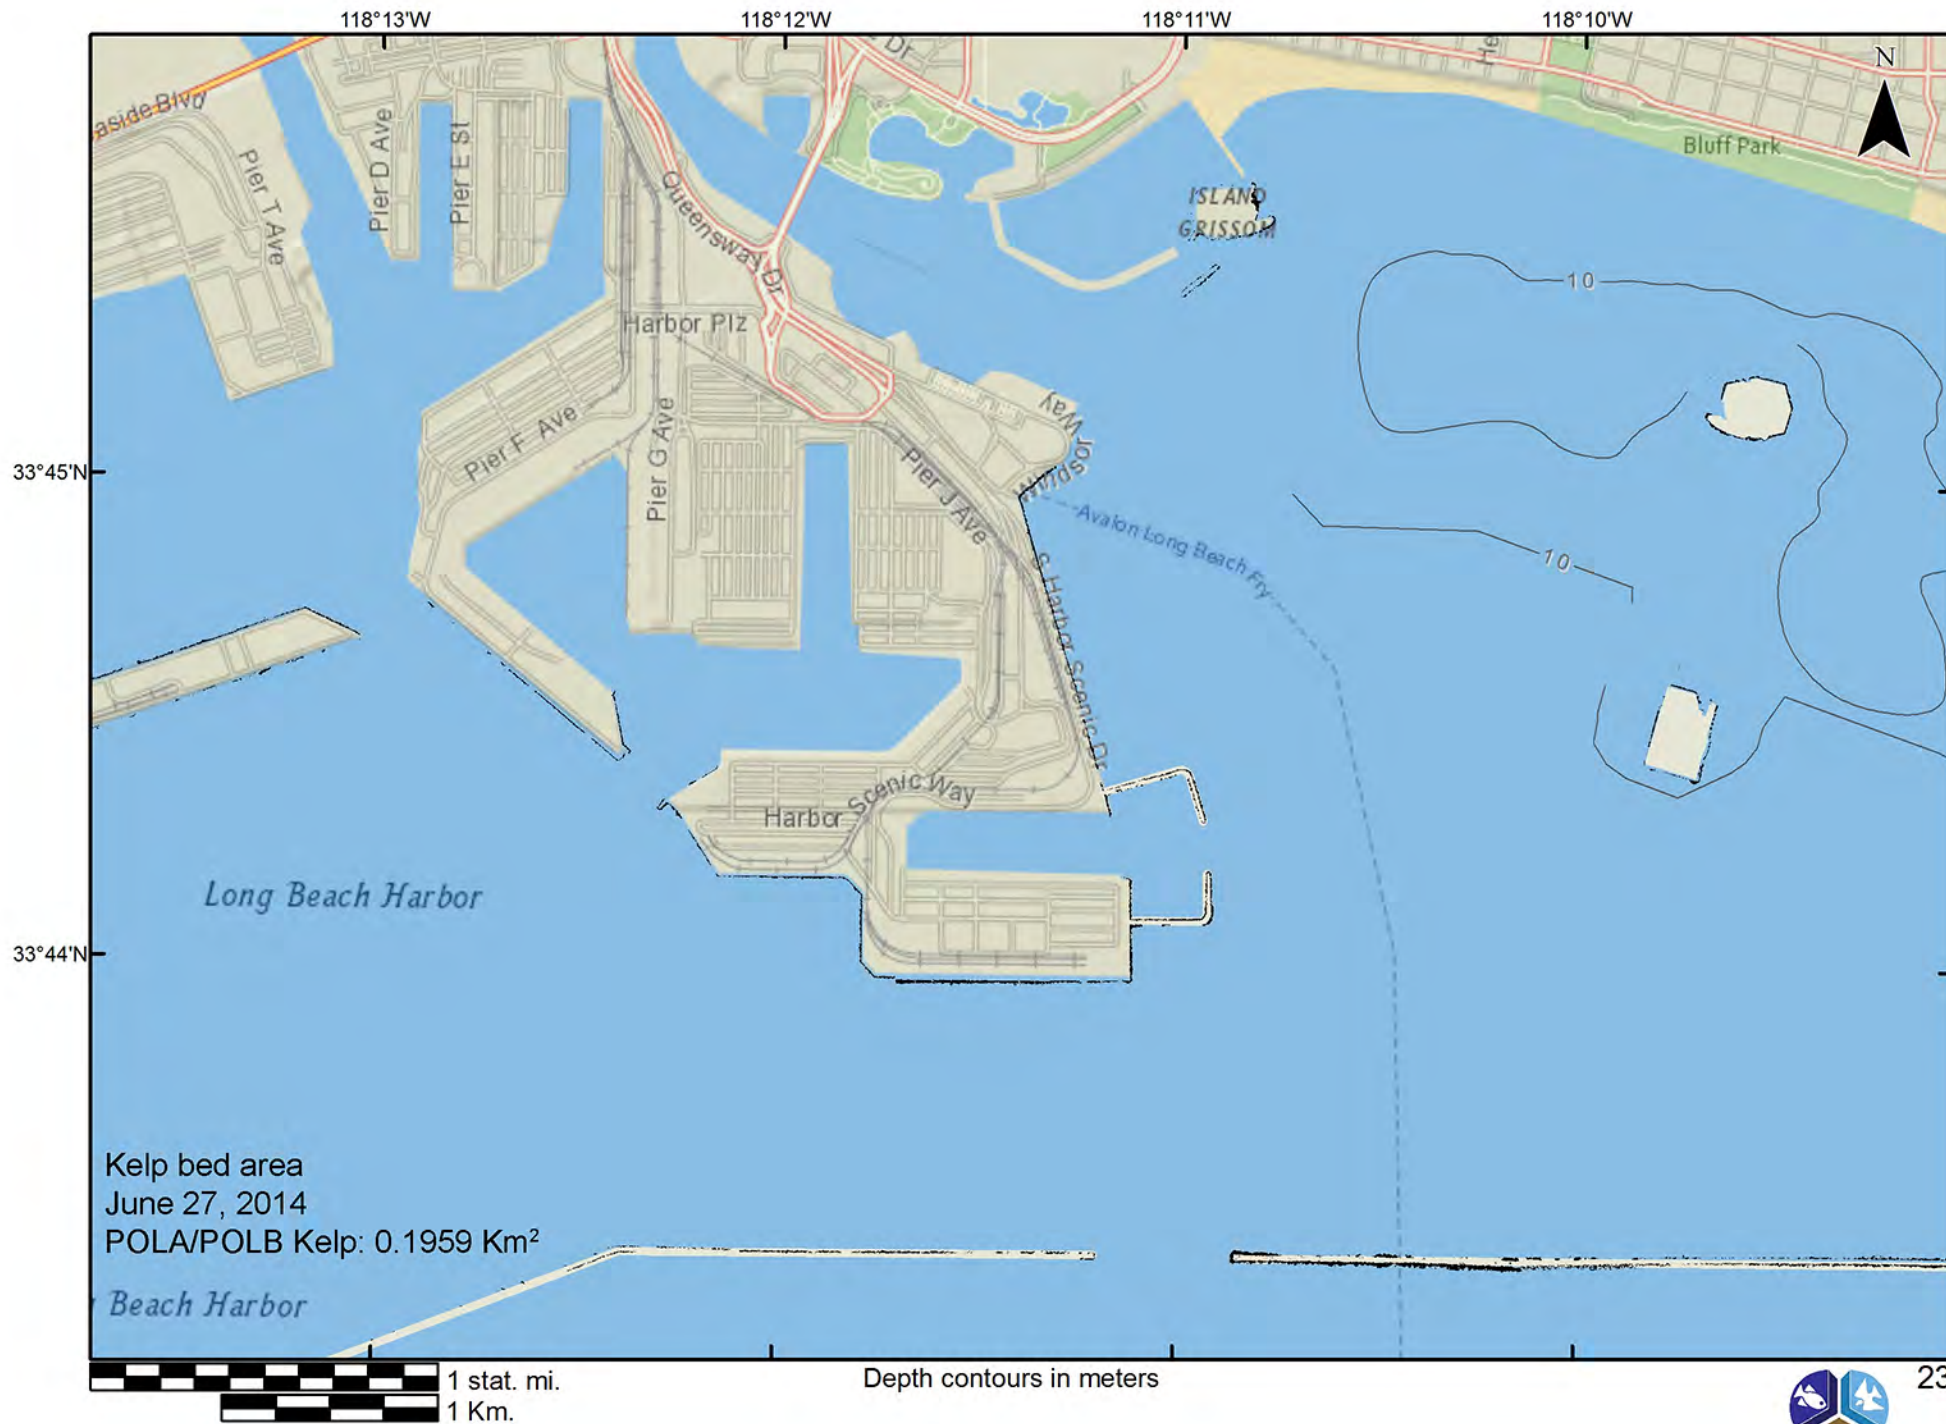 118°13'W
118°12'W
118°11'W
118°10'W
N
Dr
aside Blvd
Pier T Ave
Pier D Ave
Pier E St
Queensway Dr
Bluff Park
ISLAND
GRISSOM
10
Harbor Plz
Windsor Way
Pier F Ave
Pier G Ave
Pier J Ave
33°45'N
Avalon Long Beach Fry
10
S Harbor Scenic Dr
Harbor Scenic Way
Long Beach Harbor
33°44'N
Kelp bed area
June 27, 2014
POLA/POLB Kelp: 0.1959 Km²
Beach Harbor
1 stat. mi.
Depth contours in meters
23
1 Km.